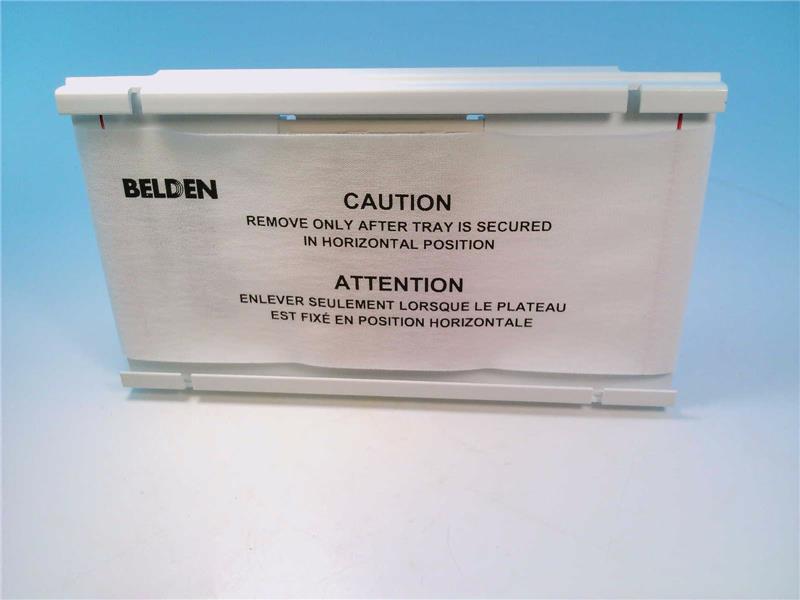 BELDEN
CAUTION
REMOVE ONLY AFTER TRAY IS SECURED
IN HORIZONTAL POSITION
ATTENTION
ENLEVER SEULEMENT LORSQUE LE PLATEAU
EST FIXÉ EN POSITION HORIZONTALE